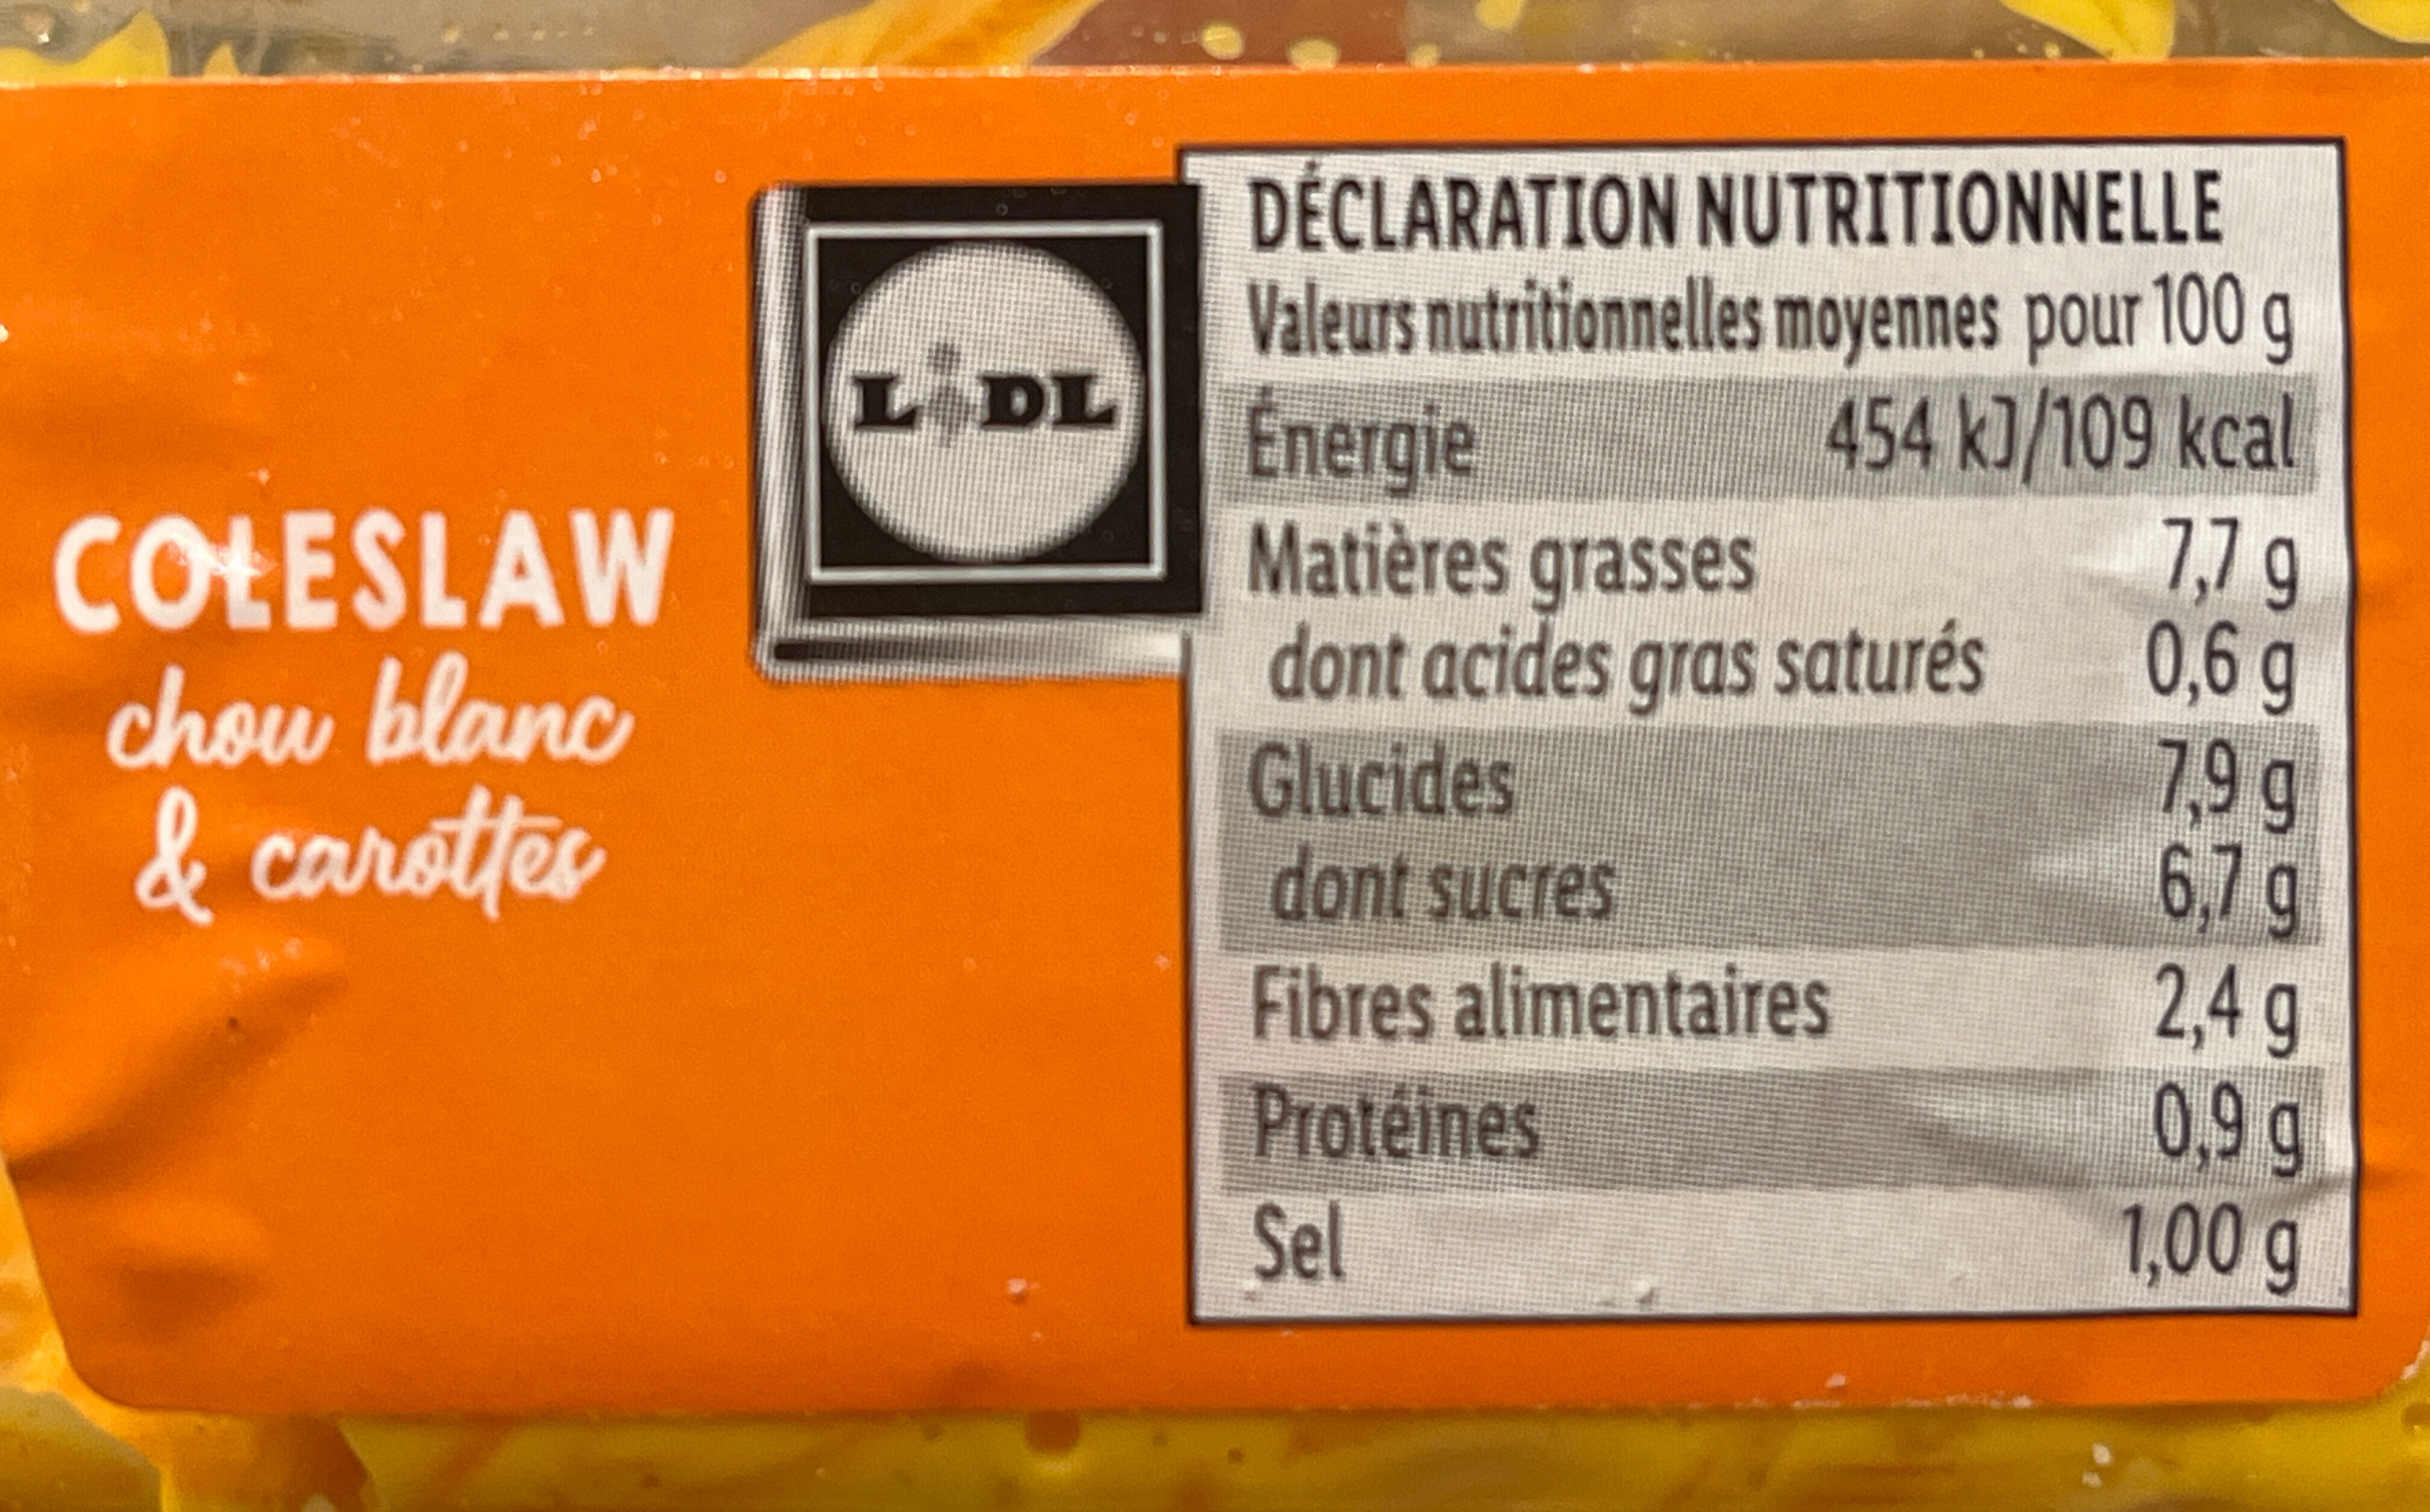 COLESLAW
chou blanc
& carottes
LIDL
DÉCLARATION NUTRITIONNELLE
Valeurs nutritionnelles moyennes pour 100 g
Énergie 454 kJ/109 kcal
Matières grasses 7,7 g
dont acides gras saturés 0,6 g
Glucides 7,9 g
dont sucres 6,7 g
Fibres alimentaires 2,4 g
Protéines 0,9 g
Sel 1,00 g